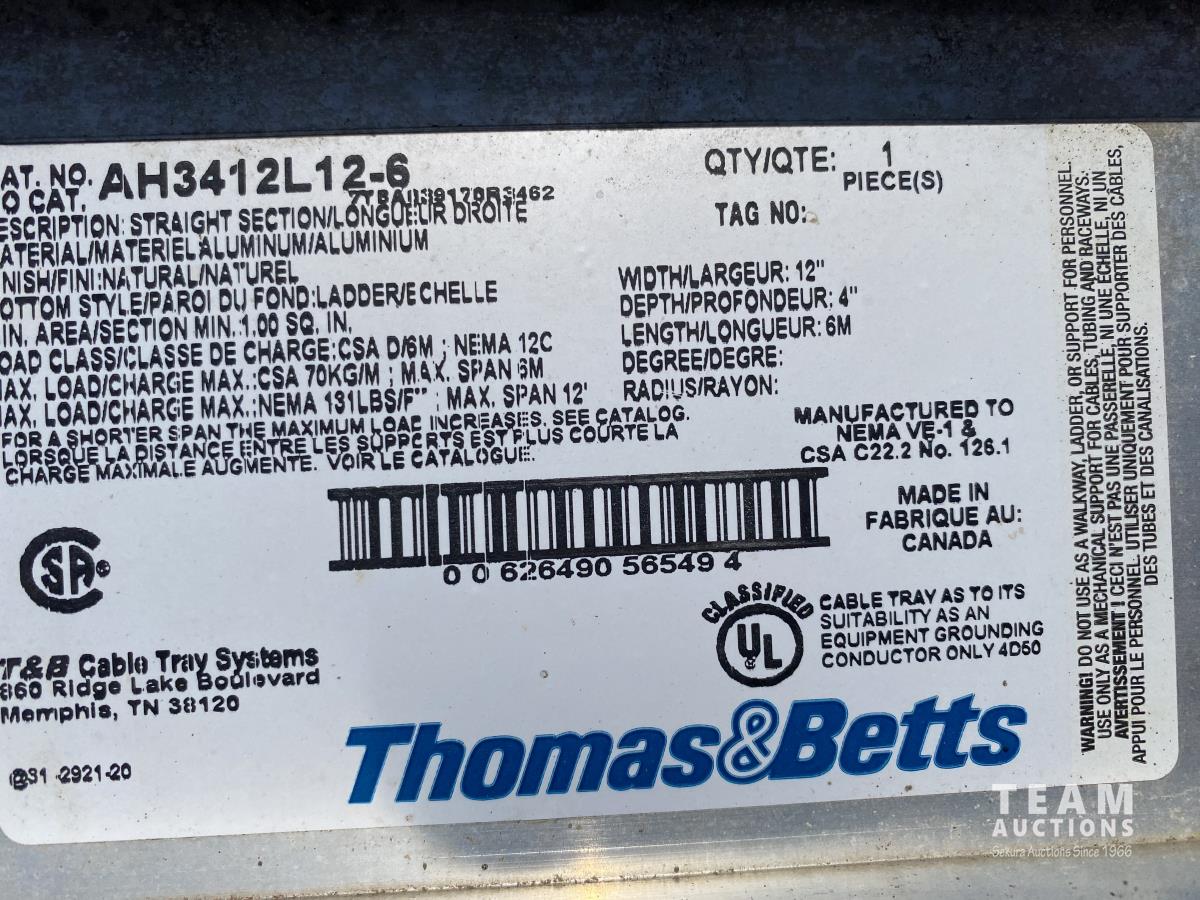 AT. NO. AH3412L12-6
O CAT.
ESCRIPTION: STRAIGHT SECTION/LONGUEUR DROITE
ATERIAL/MATERIEL:ALUMINUM/ALUMINIUM
NISH/FINI:NATURAL/NATUREL
OTTOM STYLE/PAROI DU FOND:LADDER/ECHELLE
IN. AREA/SECTION MIN.:1.00 SQ. IN.
OAD CLASS/CLASSE DE CHARGE:CSA D/6M ; NEMA 12C
AX. LOAD/CHARGE MAX.:CSA 70KG/M ; MAX. SPAN 6M
AX. LOAD/CHARGE MAX.:NEMA 131LBS/F" ; MAX. SPAN 12'
FOR A SHORTER SPAN THE MAXIMUM LOAD INCREASES. SEE CATALOG.
LORSQUE LA DISTANCE ENTRE LES SUPPORTS EST PLUS COURTE LA
CHARGE MAXIMALE AUGMENTE. VOIR LE CATALOGUE.
QTY/QTE: 1
PIECE(S)
TAG NO:
WIDTH/LARGEUR: 12"
DEPTH/PROFONDEUR: 4"
LENGTH/LONGUEUR: 6M
DEGREE/DEGRE:
RADIUS/RAYON:
MANUFACTURED TO
NEMA VE-1 &
CSA C22.2 No. 126.1
MADE IN
FABRIQUE AU:
CANADA
0 0 626490 56549 4
CSA ®
CLASSIFIED
UL
CABLE TRAY AS TO ITS
SUITABILITY AS AN
EQUIPMENT GROUNDING
CONDUCTOR ONLY 4D50
T&B Cable Tray Systems
860 Ridge Lake Boulevard
Memphis, TN 38120
2921-20
Thomas&Betts
WARNING! DO NOT USE AS A WALKWAY, LADDER, OR SUPPORT FOR PERSONNEL.
USE ONLY AS A MECHANICAL SUPPORT FOR CABLES, TUBING AND RACEWAYS.
AVERTISSEMENT ! CECI N'EST PAS UNE PASSERELLE, NI UNE ÉCHELLE, NI UN
APPUI POUR LE PERSONNEL. UTILISER UNIQUEMENT POUR SUPPORTER DES CÂBLES,
DES TUBES ET DES CANALISATIONS.
TEAM
AUCTIONS
Sekura Auctions Since 1966